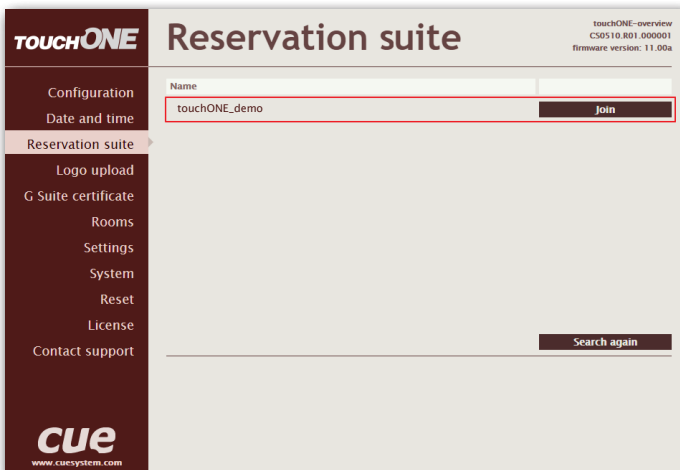 TOUCHONE
Reservation suite
touchONE-overview
CS0510.R01.000001
firmware version: 11.00a
Configuration
Date and time
Reservation suite
Logo upload
G Suite certificate
Rooms
Settings
System
Reset
License
Contact support
Name
touchONE_demo
Join
Search again
cue
www.cuesystem.com